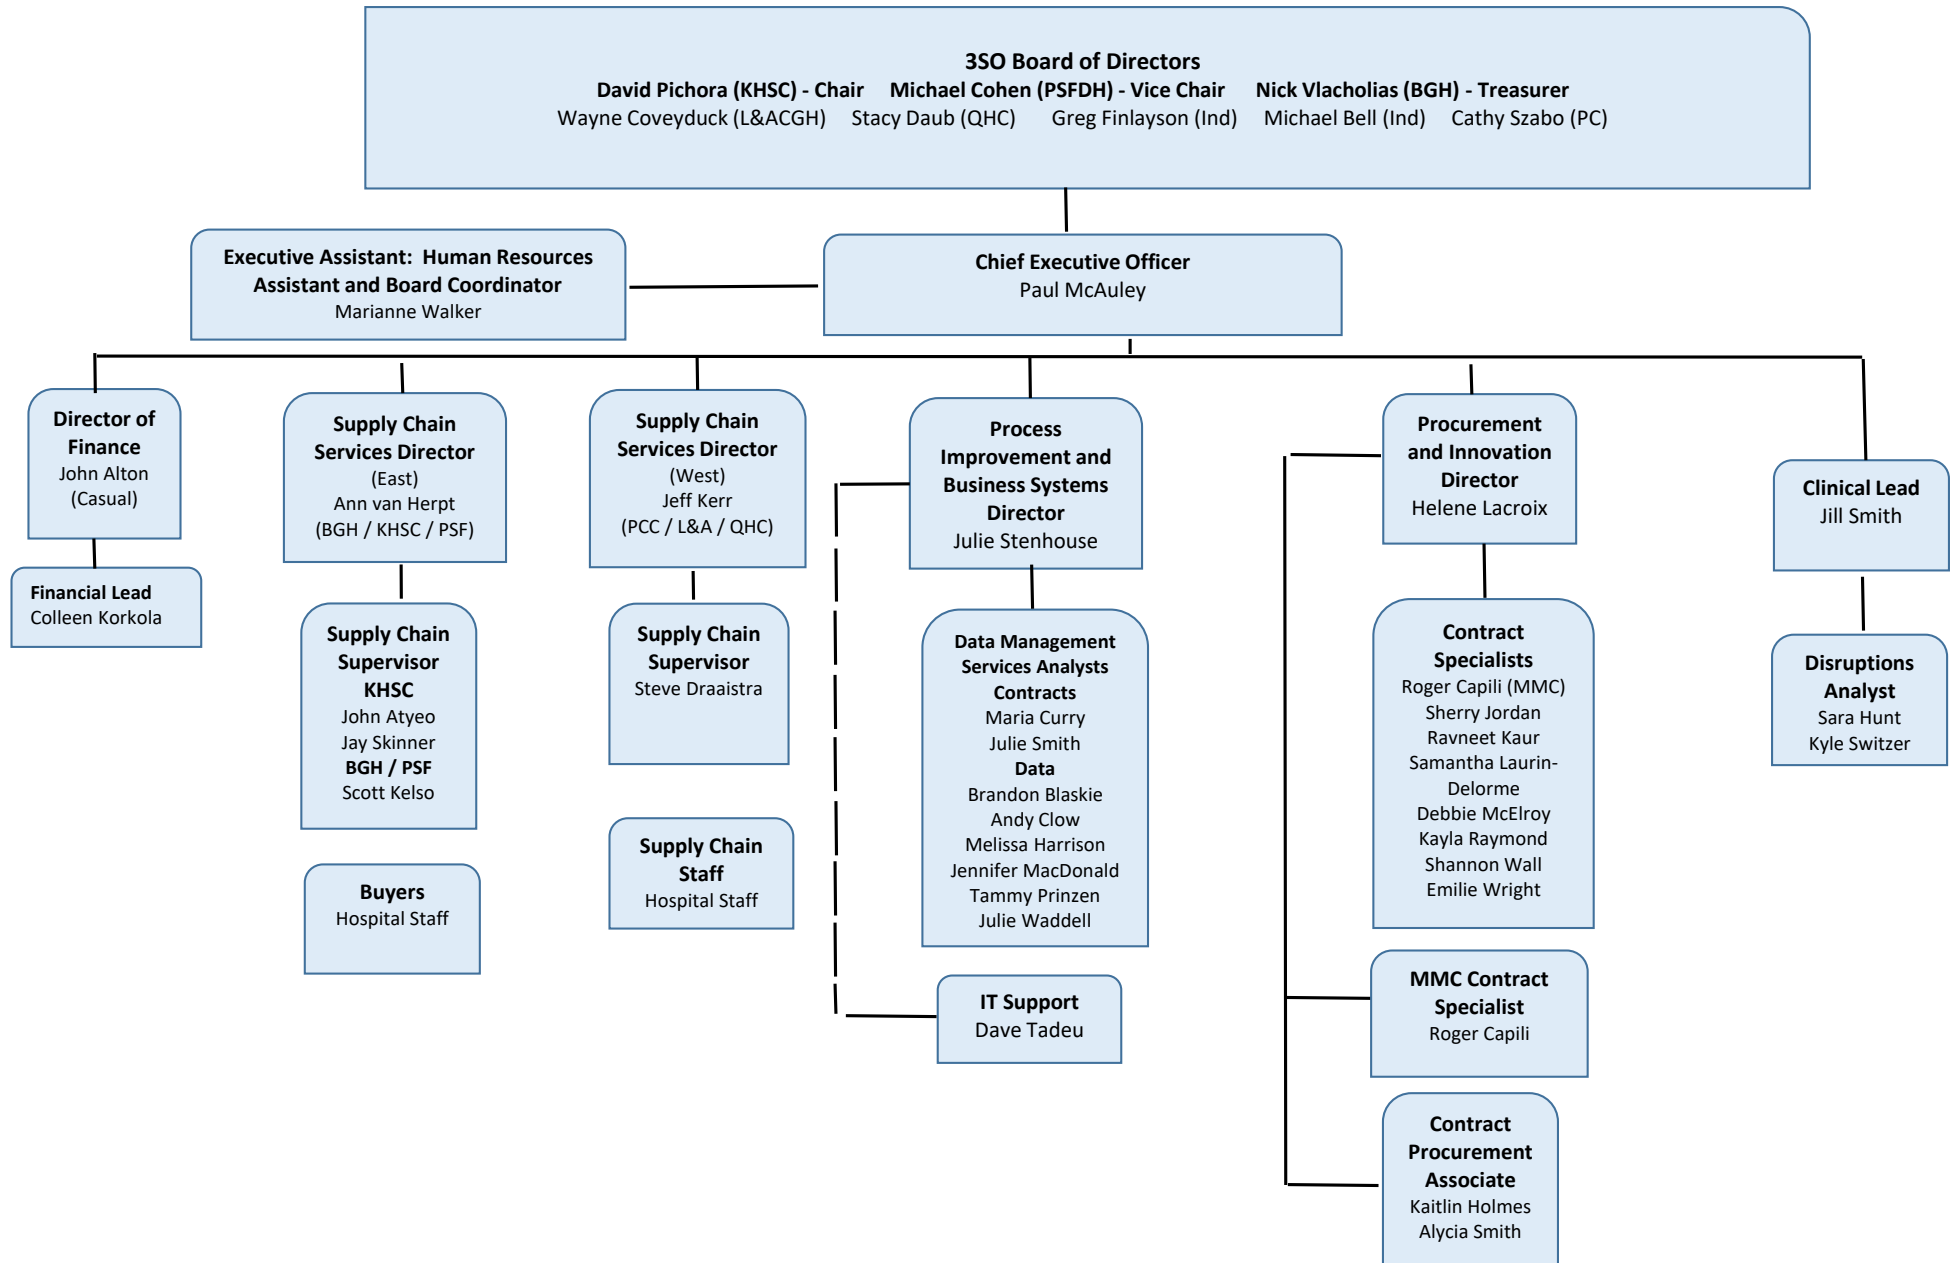 3SO Board of Directors
David Pichora (KHSC) - Chair Michael Cohen (PSFDH) - Vice Chair Nick Vlacholias (BGH) - Treasurer
Wayne Coveyduck (L&ACGH) Stacy Daub (QHC) Greg Finlayson (Ind) Michael Bell (Ind) Cathy Szabo (PC)
Executive Assistant: Human Resources
Assistant and Board Coordinator
Marianne Walker
Chief Executive Officer
Paul McAuley
Director of
Finance
John Alton
(Casual)
Financial Lead
Colleen Korkola
Supply Chain
Services Director
(East)
Ann van Herpt
(BGH / KHSC / PSF)
Supply Chain
Supervisor
KHSC
John Atyeo
Jay Skinner
BGH / PSF
Scott Kelso
Buyers
Hospital Staff
Supply Chain
Services Director
(West)
Jeff Kerr
(PCC / L&A / QHC)
Supply Chain
Supervisor
Steve Draaistra
Supply Chain
Staff
Hospital Staff
Process
Improvement and
Business Systems
Director
Julie Stenhouse
Data Management
Services Analysts
Contracts
Maria Curry
Julie Smith
Data
Brandon Blaskie
Andy Clow
Melissa Harrison
Jennifer MacDonald
Tammy Prinzen
Julie Waddell
IT Support
Dave Tadeu
Procurement
and Innovation
Director
Helene Lacroix
Contract
Specialists
Roger Capili (MMC)
Sherry Jordan
Ravneet Kaur
Samantha Laurin-
Delorme
Debbie McElroy
Kayla Raymond
Shannon Wall
Emilie Wright
MMC Contract
Specialist
Roger Capili
Contract
Procurement
Associate
Kaitlin Holmes
Alycia Smith
Clinical Lead
Jill Smith
Disruptions
Analyst
Sara Hunt
Kyle Switzer